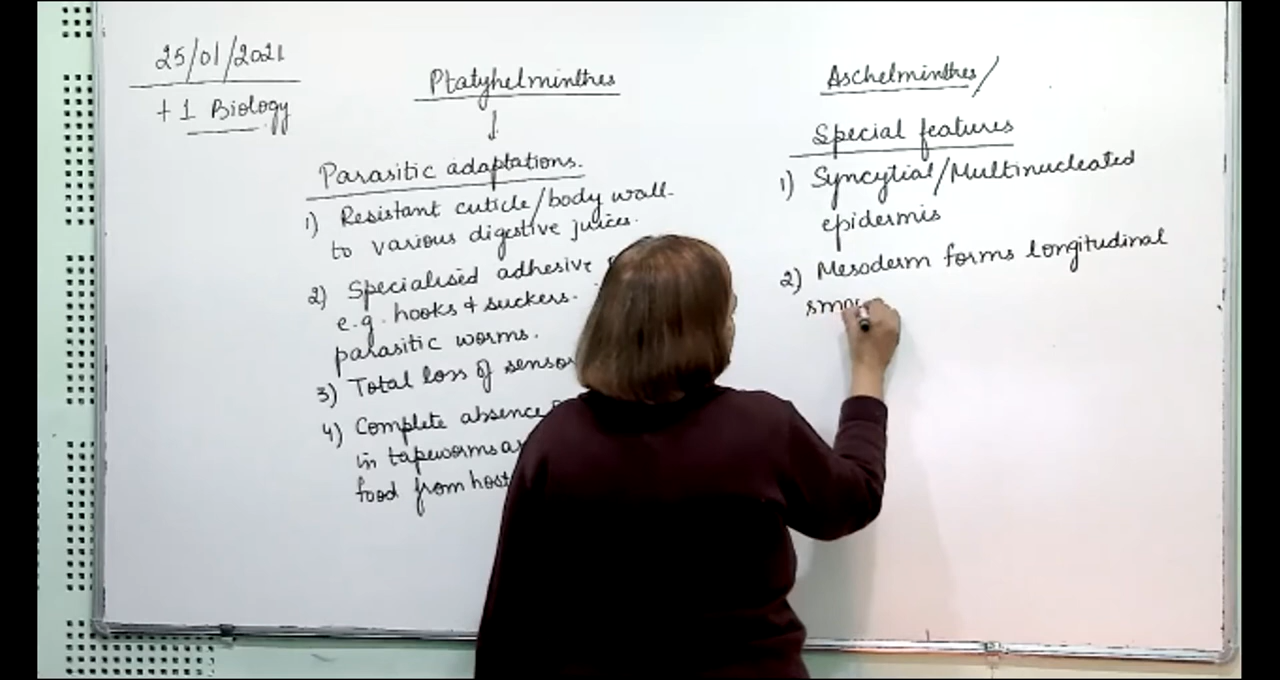 25/01/2021
+1 Biology
Platyhelminthes
↓
Parasitic adaptations.
1) Resistant cuticle/body wall
to various digestive juices.
2) Specialised adhesive
e.g. hooks & suckers.
parasitic worms.
3) Total loss of
4) Complete absence
in tapeworms
food from host
Aschelminthes/
Special features
1) Syncytial/Multinucleated
epidermis
2) Mesoderm forms longitudinal